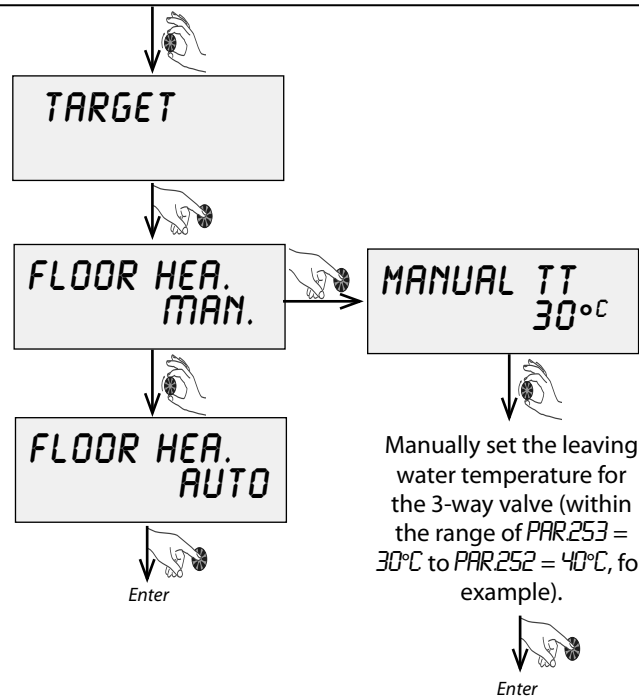 TARGET
FLOOR HEA.
MAN.
MANUAL TT
30°C
FLOOR HEA.
AUTO
Enter
Manually set the leaving
water temperature for
the 3-way valve (within
the range of PAR.253 =
30°C to PAR.252 = 40°C, fo
example).
Enter